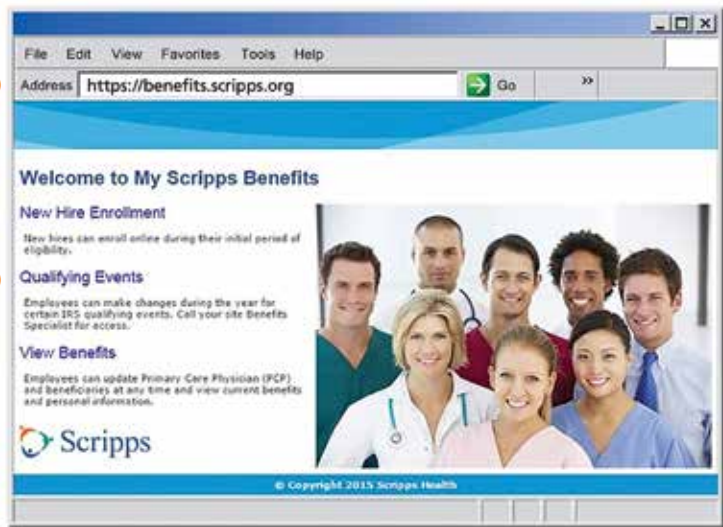 File Edit View Favorites Tools Help
Address https://benefits.scripps.org Go »
Welcome to My Scripps Benefits
New Hire Enrollment
New hires can enroll online during their initial period of
eligibility.
Qualifying Events
Employees can make changes during the year for
certain IRS qualifying events. Call your site Benefits
Specialist for access.
View Benefits
Employees can update Primary Care Physician (PCP)
and beneficiaries at any time and view current benefits
and personal information.
Scripps
© Copyright 2015 Scripps Health